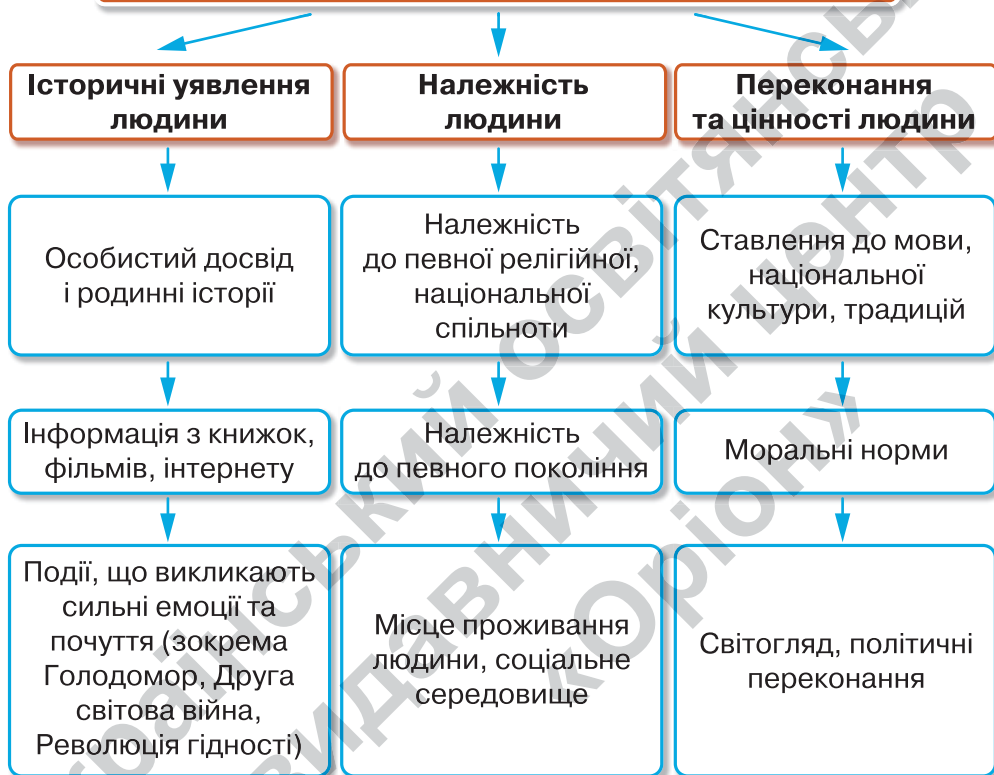 Історичні уявлення
людини
Належність
людини
Переконання
та цінності людини
Особистий досвід
і родинні історії
Належність
до певної релігійної,
національної
спільноти
Ставлення до мови,
національної
культури, традицій
Інформація з книжок,
фільмів, інтернету
Належність
до певного покоління
Моральні норми
Події, що викликають
сильні емоції та
почуття (зокрема
Голодомор, Друга
світова війна,
Революція гідності)
Місце проживання
людини, соціальне
середовище
Світогляд, політичні
переконання
видавничий центр
«Оріон»